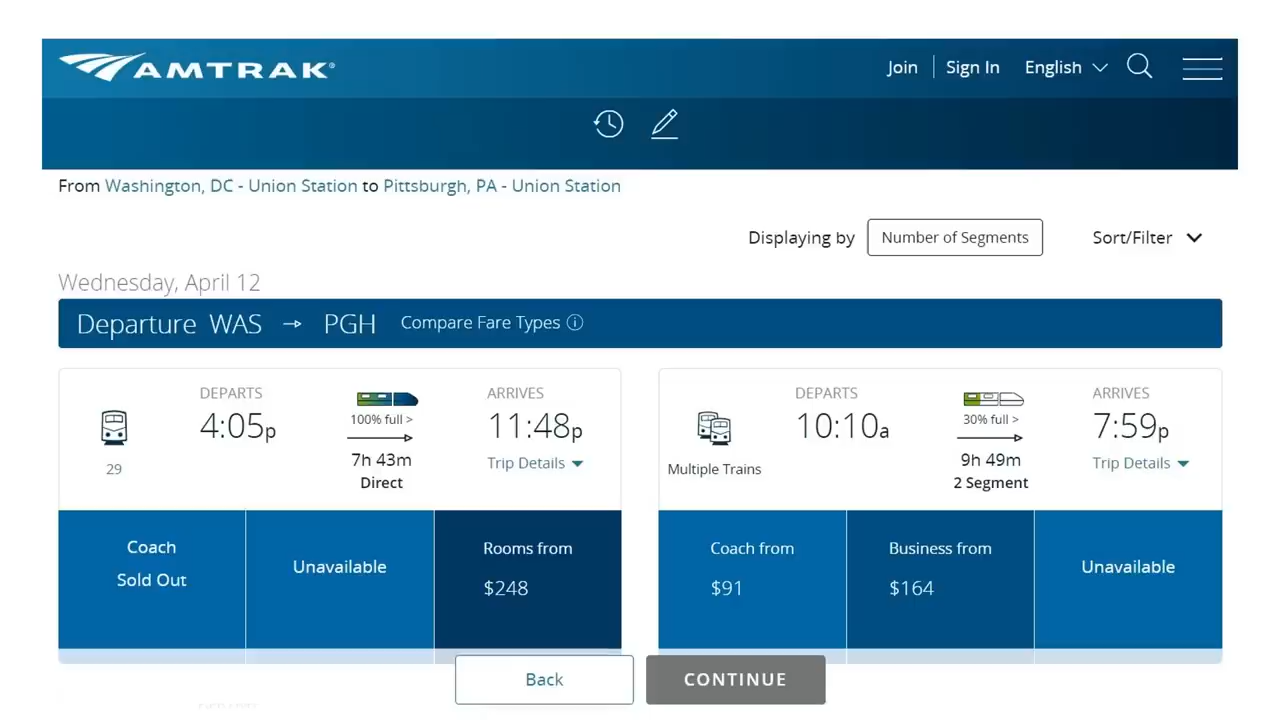 AMTRAK
Join
Sign In
English
From Washington, DC - Union Station to Pittsburgh, PA - Union Station
Displaying by
Number of Segments
Sort/Filter
Wednesday, April 12
Departure WAS → PGH Compare Fare Types
DEPARTS
4:05p
100% full >
7h 43m
Direct
ARRIVES
11:48p
Trip Details
29
Coach
Sold Out
Unavailable
Rooms from
$248
DEPARTS
10:10a
30% full >
9h 49m
2 Segment
ARRIVES
7:59p
Trip Details
Multiple Trains
Coach from
$91
Business from
$164
Unavailable
Back
CONTINUE